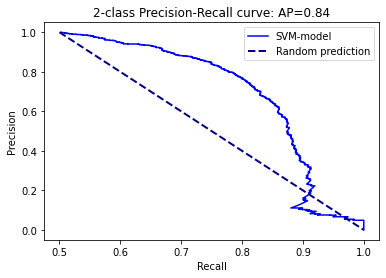 2-class Precision-Recall curve: AP=0.84
SVM-model
Random prediction
Precision
1.0
0.8
0.6
0.4
0.2
0.0
0.5 0.6 0.7 0.8 0.9 1.0
Recall